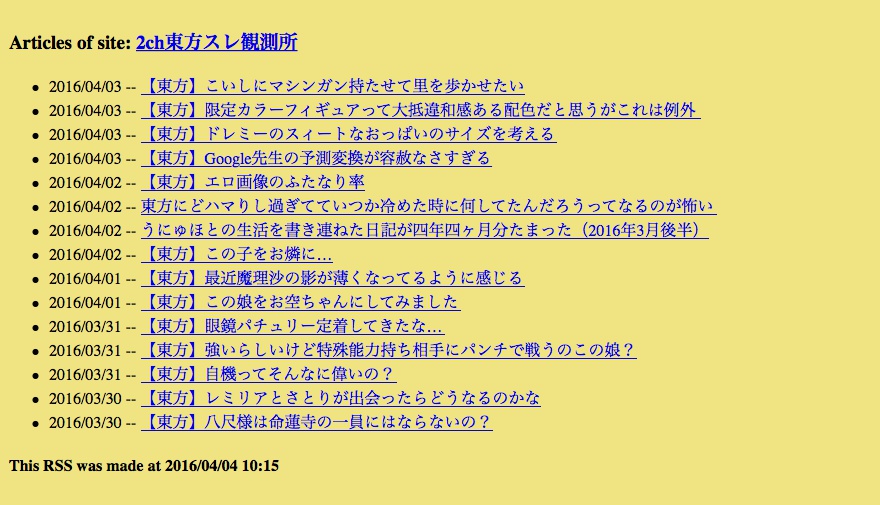 Articles of site: 2ch東方スレ観測所
2016/04/03 -- 【東方】こいしにマシンガン持たせて里を歩かせたい
2016/04/03 -- 【東方】限定カラーフィギュアって大抵違和感ある配色だと思うがこれは例外
2016/04/03 -- 【東方】ドレミーのスィートなおっぱいのサイズを考える
2016/04/03 -- 【東方】Google先生の予測変換が容赦なさすぎる
2016/04/02 -- 【東方】エロ画像のふたなり率
2016/04/02 -- 東方にどハマりし過ぎてていつか冷めた時に何してたんだろうってなるのが怖い
2016/04/02 -- うにゅほとの生活を書き連ねた日記が四年四ヶ月分たまった（2016年3月後半）
2016/04/02 -- 【東方】この子をお燐に…
2016/04/01 -- 【東方】最近魔理沙の影が薄くなってるように感じる
2016/04/01 -- 【東方】この娘をお空ちゃんにしてみました
2016/03/31 -- 【東方】眼鏡パチュリー定着してきたな…
2016/03/31 -- 【東方】強いらしいけど特殊能力持ち相手にパンチで戦うのこの娘？
2016/03/31 -- 【東方】自機ってそんなに偉いの？
2016/03/30 -- 【東方】レミリアとさとりが出会ったらどうなるのかな
2016/03/30 -- 【東方】八尺様は命蓮寺の一員にはならないの？
This RSS was made at 2016/04/04 10:15